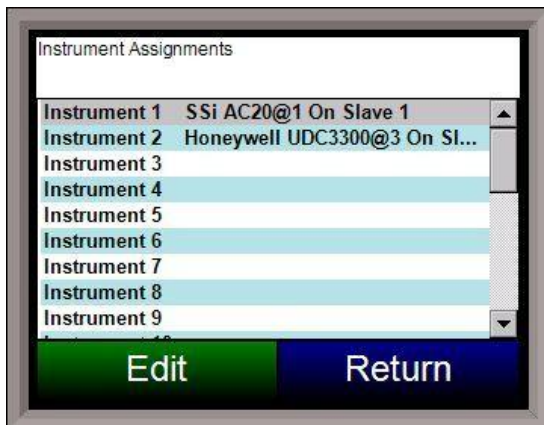 Instrument Assignments
Instrument 1 SSi AC20@1 On Slave 1
Instrument 2 Honeywell UDC3300@3 On Sl...
Instrument 3
Instrument 4
Instrument 5
Instrument 6
Instrument 7
Instrument 8
Instrument 9
Edit Return